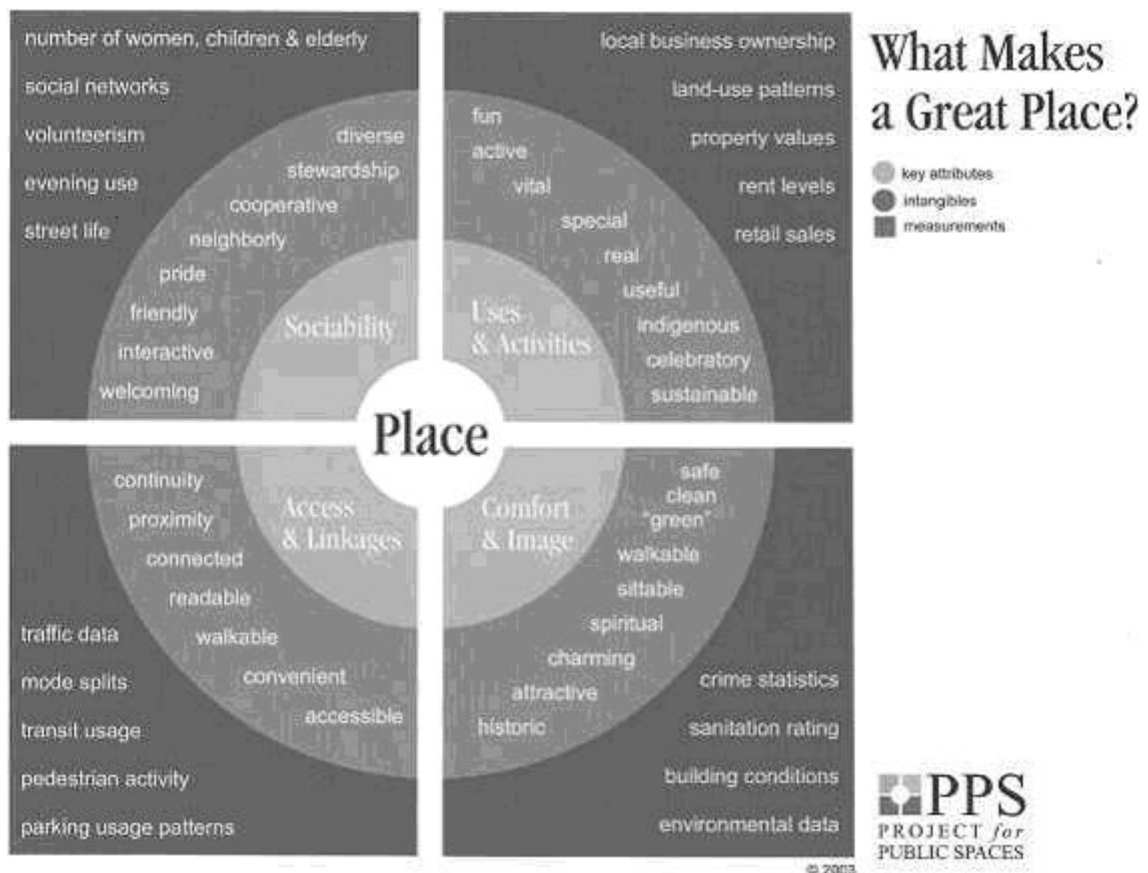 What Makes
a Great Place?
key attributes
intangibles
measurements
number of women, children & elderly
social networks
volunteerism
evening use
street life
diverse
stewardship
cooperative
neighborly
pride
friendly
interactive
welcoming
Sociability
local business ownership
land-use patterns
property values
rent levels
retail sales
fun
active
vital
special
real
useful
indigenous
celebratory
sustainable
Uses
& Activities
Place
continuity
proximity
connected
readable
walkable
convenient
accessible
Access
& Linkages
traffic data
mode splits
transit usage
pedestrian activity
parking usage patterns
Comfort
& Image
safe
clean
"green"
walkable
sittable
spiritual
charming
attractive
historic
crime statistics
sanitation rating
building conditions
environmental data
PPS
PROJECT for
PUBLIC SPACES
© 2003